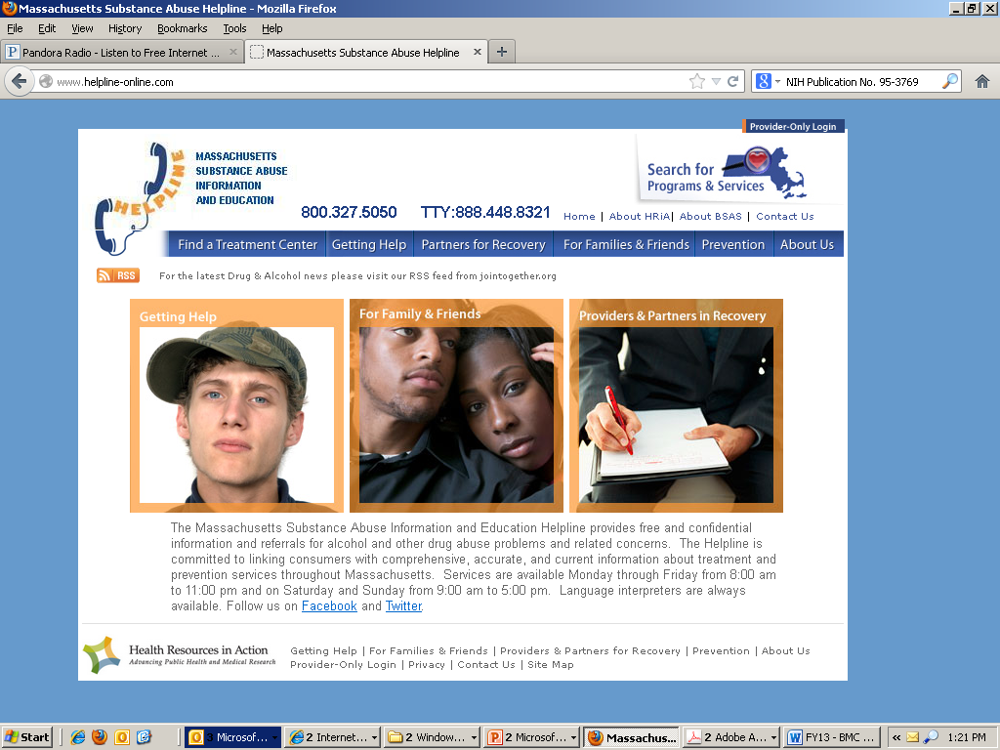 Massachusetts Substance Abuse Helpline - Mozilla Firefox
File Edit View History Bookmarks Tools Help
Pandora Radio - Listen to Free Internet ...
Massachusetts Substance Abuse Helpline
www.helpline-online.com
NIH Publication No. 95-3769
Provider-Only Login
HELPLINE
MASSACHUSETTS
SUBSTANCE ABUSE
INFORMATION
AND EDUCATION
800.327.5050 TTY:888.448.8321
Search for
Programs & Services
Home | About HRiA| About BSAS | Contact Us
Find a Treatment Center Getting Help Partners for Recovery For Families & Friends Prevention About Us
RSS For the latest Drug & Alcohol news please visit our RSS feed from jointogether.org
Getting Help
For Family & Friends
Providers & Partners in Recovery
The Massachusetts Substance Abuse Information and Education Helpline provides free and confidential
information and referrals for alcohol and other drug abuse problems and related concerns. The Helpline is
committed to linking consumers with comprehensive, accurate, and current information about treatment and
prevention services throughout Massachusetts. Services are available Monday through Friday from 8:00 am
to 11:00 pm and on Saturday and Sunday from 9:00 am to 5:00 pm. Language interpreters are always
available. Follow us on Facebook and Twitter.
Health Resources in Action
Advancing Public Health and Medical Research
Getting Help | For Families & Friends | Providers & Partners for Recovery | Prevention | About Us
Provider-Only Login | Privacy | Contact Us | Site Map
Start 3 Microsof... 2 Internet... 2 Window... 2 Microsof... Massachus... 2 Adobe A... FY13 - BMC ... 1:21 PM